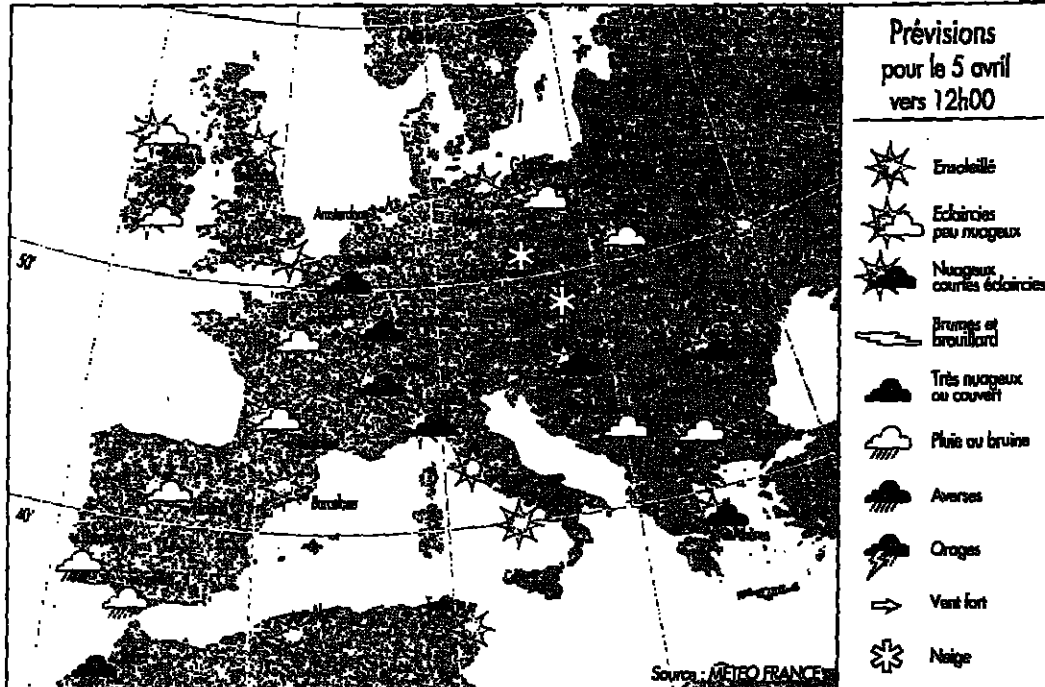 Prévisions
pour le 5 avril
vers 12h00
Ensoleillé
Eclaircies
peu nuageux
Nuageux
courtes éclaircies
Brumes et
brouillard
Très nuageux
ou couvert
Pluie ou bruine
Averses
Orages
Vent fort
Neige
Amsterdam
50°
Barcelone
40°
Athènes
Source : METEO FRANCE